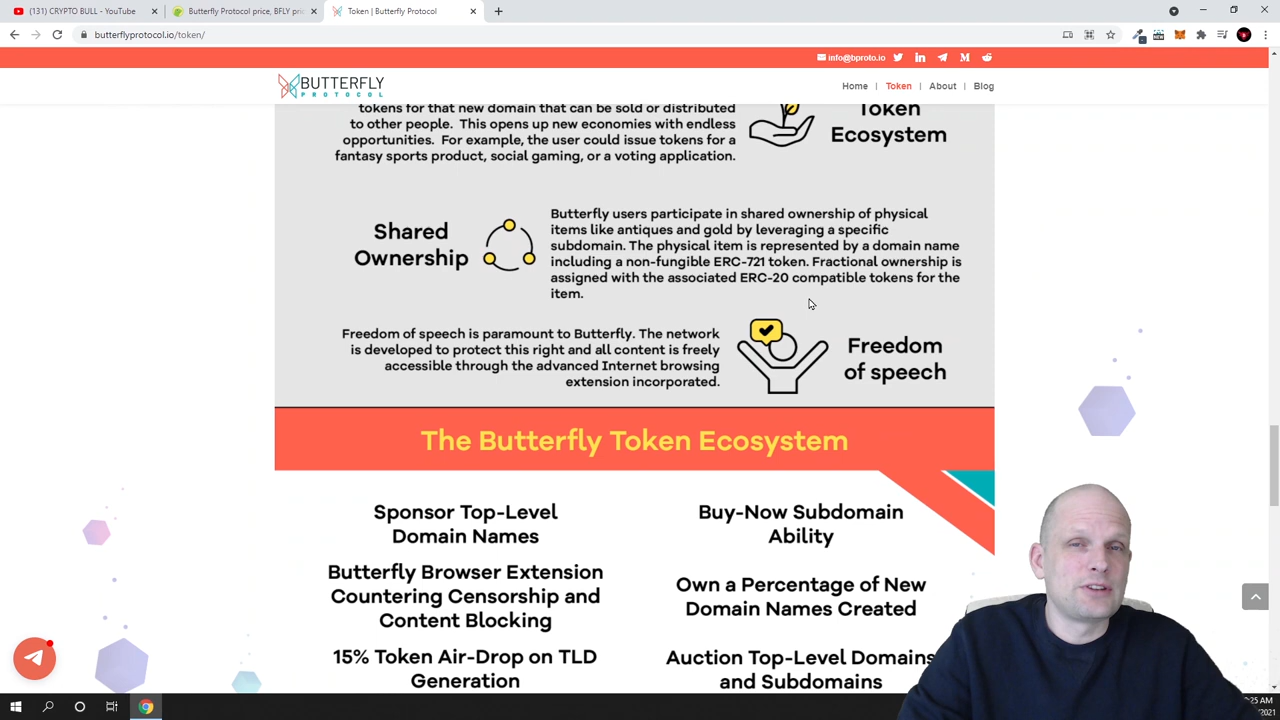 (131) CRYPTO BULL - YouTube
Butterfly Protocol price, BFLY pri
Token | Butterfly Protocol
butterflyprotocol.io/token/
info@bproto.io
BUTTERFLY
PROTOCOL
Home | Token | About | Blog
tokens for that new domain that can be sold or distributed
to other people. This opens up new economies with endless
opportunities. For example, the user could issue tokens for a
fantasy sports product, social gaming, or a voting application.
Token
Ecosystem
Shared
Ownership
Butterfly users participate in shared ownership of physical
items like antiques and gold by leveraging a specific
subdomain. The physical item is represented by a domain name
including a non-fungible ERC-721 token. Fractional ownership is
assigned with the associated ERC-20 compatible tokens for the
item.
Freedom of speech is paramount to Butterfly. The network
is developed to protect this right and all content is freely
accessible through the advanced Internet browsing
extension incorporated.
Freedom
of speech
The Butterfly Token Ecosystem
Sponsor Top-Level
Domain Names
Buy-Now Subdomain
Ability
Butterfly Browser Extension
Countering Censorship and
Content Blocking
Own a Percentage of New
Domain Names Created
15% Token Air-Drop on TLD
Generation
Auction Top-Level Domains
and Subdomains
:25 AM
/2021